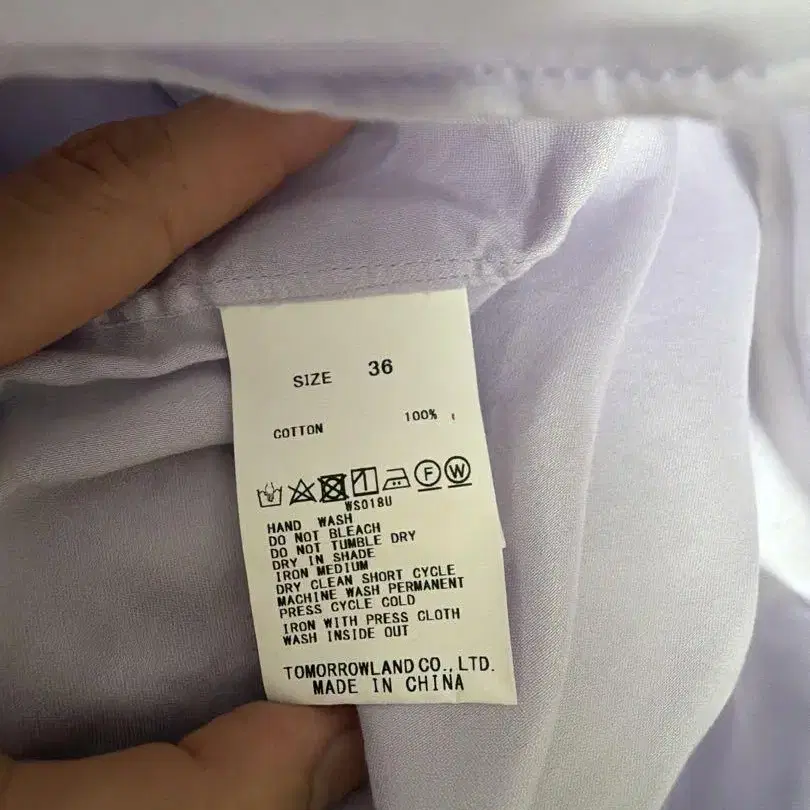 SIZE 36
COTTON 100%
F W
WS018U
HAND WASH
DO NOT BLEACH
DO NOT TUMBLE DRY
DRY IN SHADE
IRON MEDIUM
DRY CLEAN SHORT CYCLE
MACHINE WASH PERMANENT
PRESS CYCLE COLD
IRON WITH PRESS CLOTH
WASH INSIDE OUT
TOMORROWLAND CO., LTD.
MADE IN CHINA